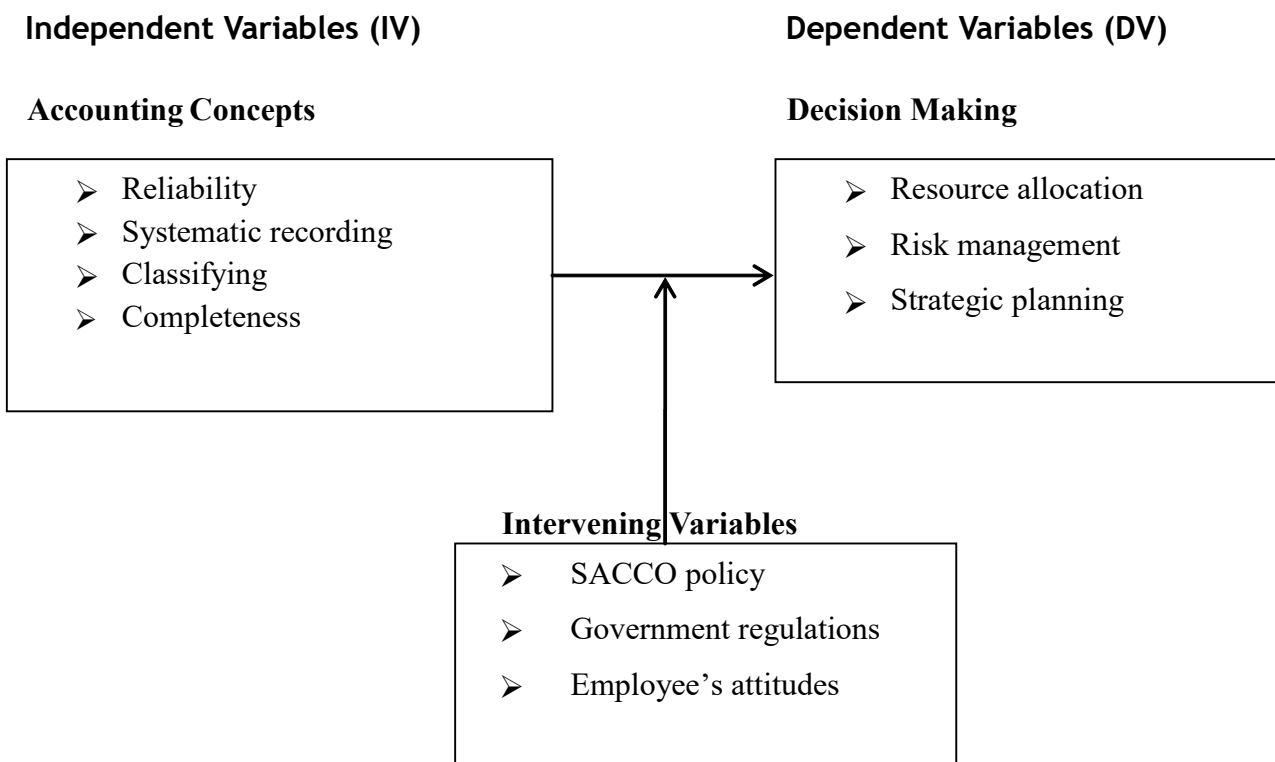 Independent Variables (IV)
Dependent Variables (DV)
Accounting Concepts
Decision Making
➢ Reliability
➢ Systematic recording
➢ Classifying
➢ Completeness
➢ Resource allocation
➢ Risk management
➢ Strategic planning
Intervening Variables
➢ SACCO policy
➢ Government regulations
➢ Employee’s attitudes